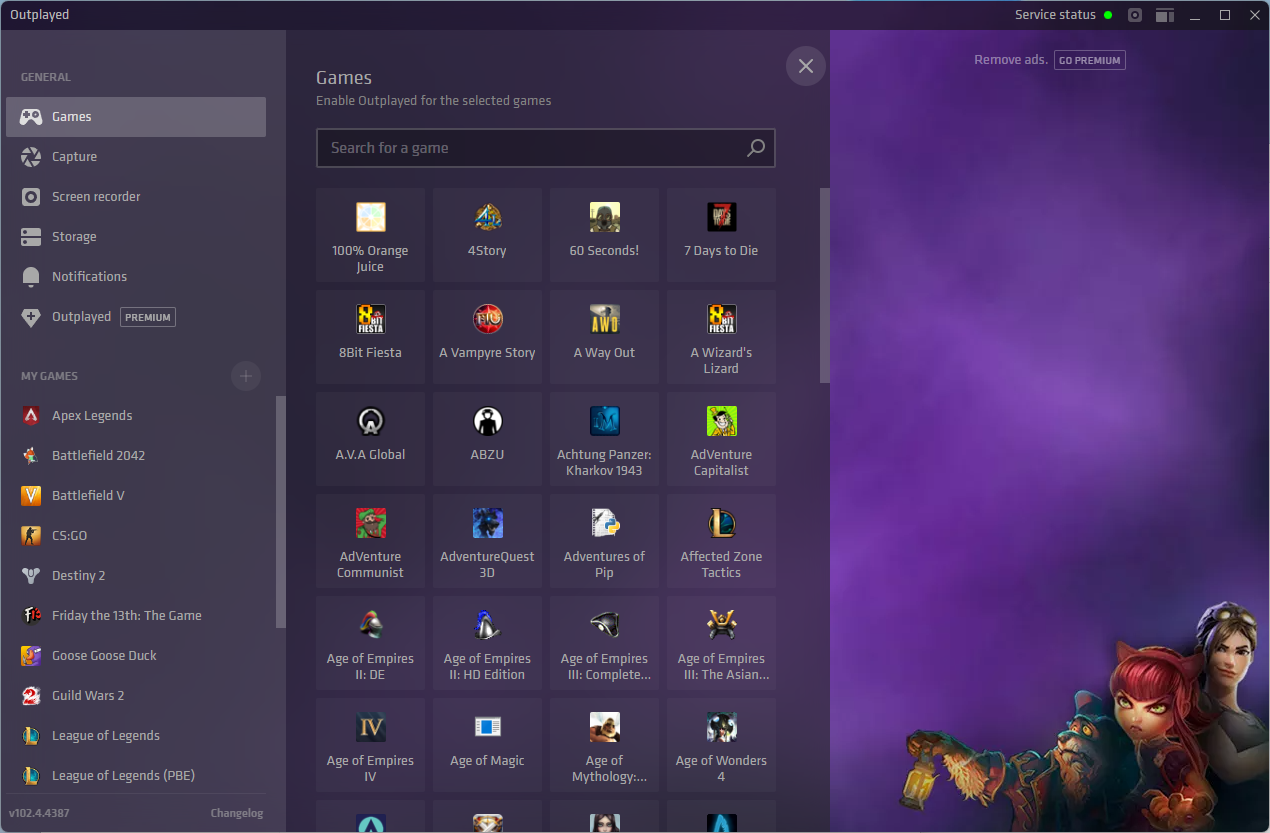 Outplayed
Service status
Remove ads. GO PREMIUM
GENERAL
Games
Capture
Screen recorder
Storage
Notifications
Outplayed PREMIUM
MY GAMES
Apex Legends
Battlefield 2042
Battlefield V
CS:GO
Destiny 2
Friday the 13th: The Game
Goose Goose Duck
Guild Wars 2
League of Legends
League of Legends (PBE)
v102.4.4387 Changelog
Games
Enable Outplayed for the selected games
Search for a game
100% Orange
Juice
4Story
60 Seconds!
7 Days to Die
8Bit Fiesta
A Vampyre Story
A Way Out
A Wizard's
Lizard
A.V.A Global
ABZU
Achtung Panzer:
Kharkov 1943
AdVenture
Capitalist
AdVenture
Communist
AdventureQuest
3D
Adventures of
Pip
Affected Zone
Tactics
Age of Empires
II: DE
Age of Empires
II: HD Edition
Age of Empires
III: Complete...
Age of Empires
III: The Asian...
Age of Empires
IV
Age of Magic
Age of
Mythology:...
Age of Wonders
4